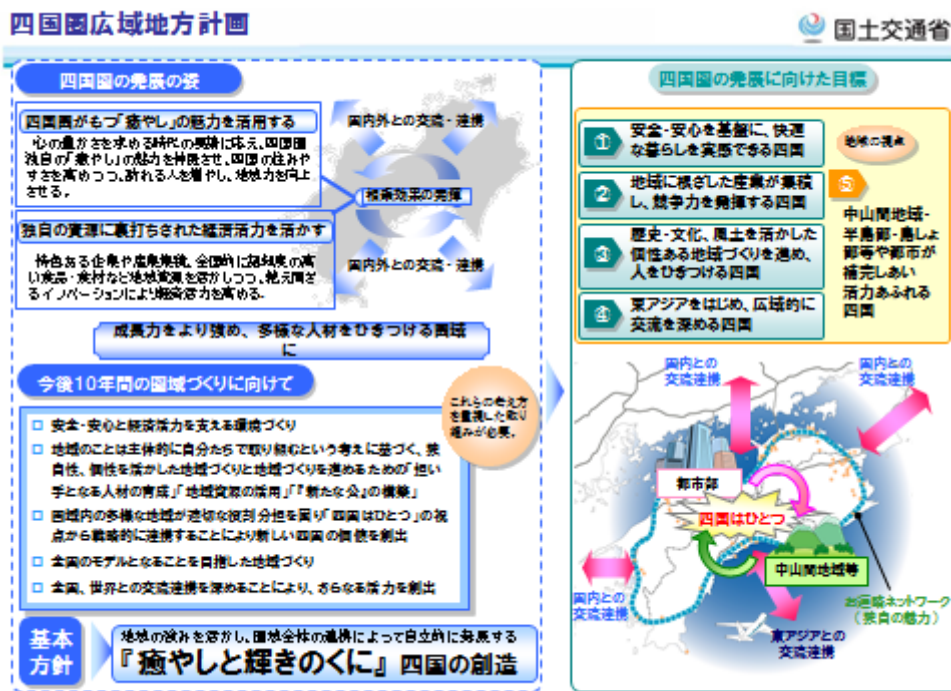 四国圏広域地方計画
国土交通省
四国圏の発展の姿
四国圏がもつ「癒やし」の魅力を活用する
心の豊かさを求める時代の要請に応え、四国圏
独自の「癒やし」の魅力を伸展させ、四国の住みや
すさを高めつつ、訪れる人を増やし、地域力を向上
させる。
独自の資源に裏打ちされた経済活力を活かす
特色ある企業や産業集積、全国的に認知度の高
い食品・食材など地域資源を活かしつつ、絶え間ざ
るイノベーションにより経済活力を高める。
国内外との交流・連携
相乗効果の発揮
国内外との交流・連携
成長力をより強め、多様な人材をひきつける圏域
に
今後10年間の圏域づくりに向けて
これらの考え方
を重視した取り
組みが必要。
安全・安心と経済活力を支える環境づくり
地域のことは主体的に自分たちで取り組むという考えに基づく、独
自性、個性を活かした地域づくりと地域づくりを進めるための「担い
手となる人材の育成」「地域資源の活用」「『新たな公』の構築」
圏域内の多様な地域が適切な役割分担を図り「四国はひとつ」の視
点から戦略的に連携することにより新しい四国の価値を創出
全国のモデルとなることを目指した地域づくり
全国、世界との交流連携を深めることにより、さらなる活力を創出
基本
方針
地域の強みを活かし、圏域全体の連携によって自立的に発展する
『癒やしと輝きのくに』四国の創造
四国圏の発展に向けた目標
① 安全・安心を基盤に、快適
な暮らしを実感できる四国
② 地域に根ざした産業が集積
し、競争力を発揮する四国
③ 歴史・文化、風土を活かした
個性ある地域づくりを進め、
人をひきつける四国
④ 東アジアをはじめ、広域的に
交流を深める四国
地域の視点
⑤
中山間地域・
半島部・島しょ
部等や都市が
補完しあい
活力あふれる
四国
国内との
交流連携
国内との
交流連携
都市部
四国はひとつ
中山間地域等
国内との
交流連携
お遍路ネットワーク
（独自の魅力）
東アジアとの
交流連携